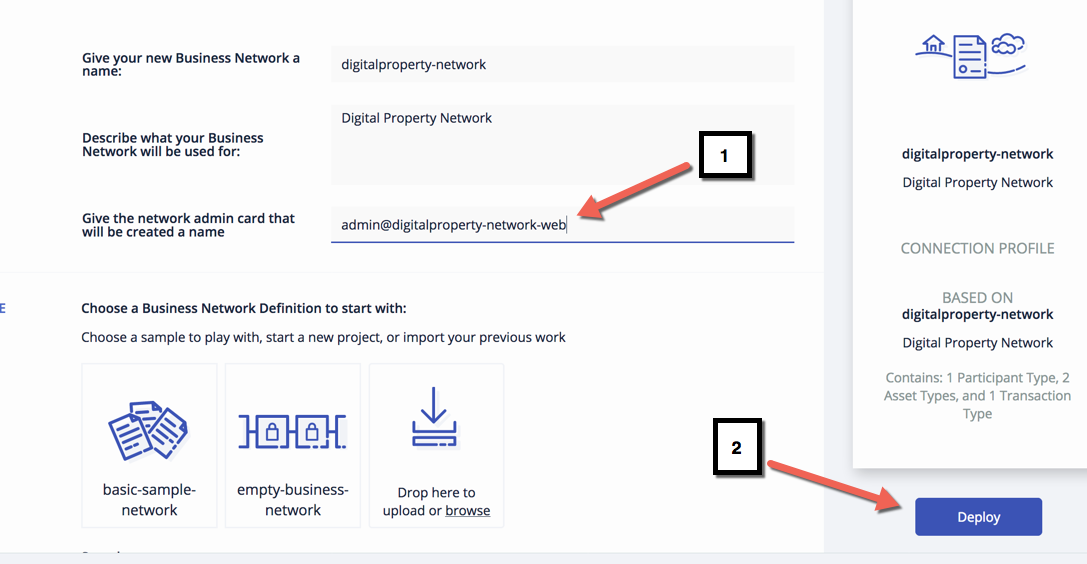 Give your new Business Network a
name:
digitalproperty-network
Describe what your Business
Network will be used for:
Digital Property Network
1
Give the network admin card that
will be created a name
admin@digitalproperty-network-web
E
Choose a Business Network Definition to start with:
Choose a sample to play with, start a new project, or import your previous work
basic-sample-
network
empty-business-
network
Drop here to
upload or browse
digitalproperty-network
Digital Property Network
CONNECTION PROFILE
BASED ON
digitalproperty-network
Digital Property Network
Contains: 1 Participant Type, 2
Asset Types, and 1 Transaction
Type
2
Deploy